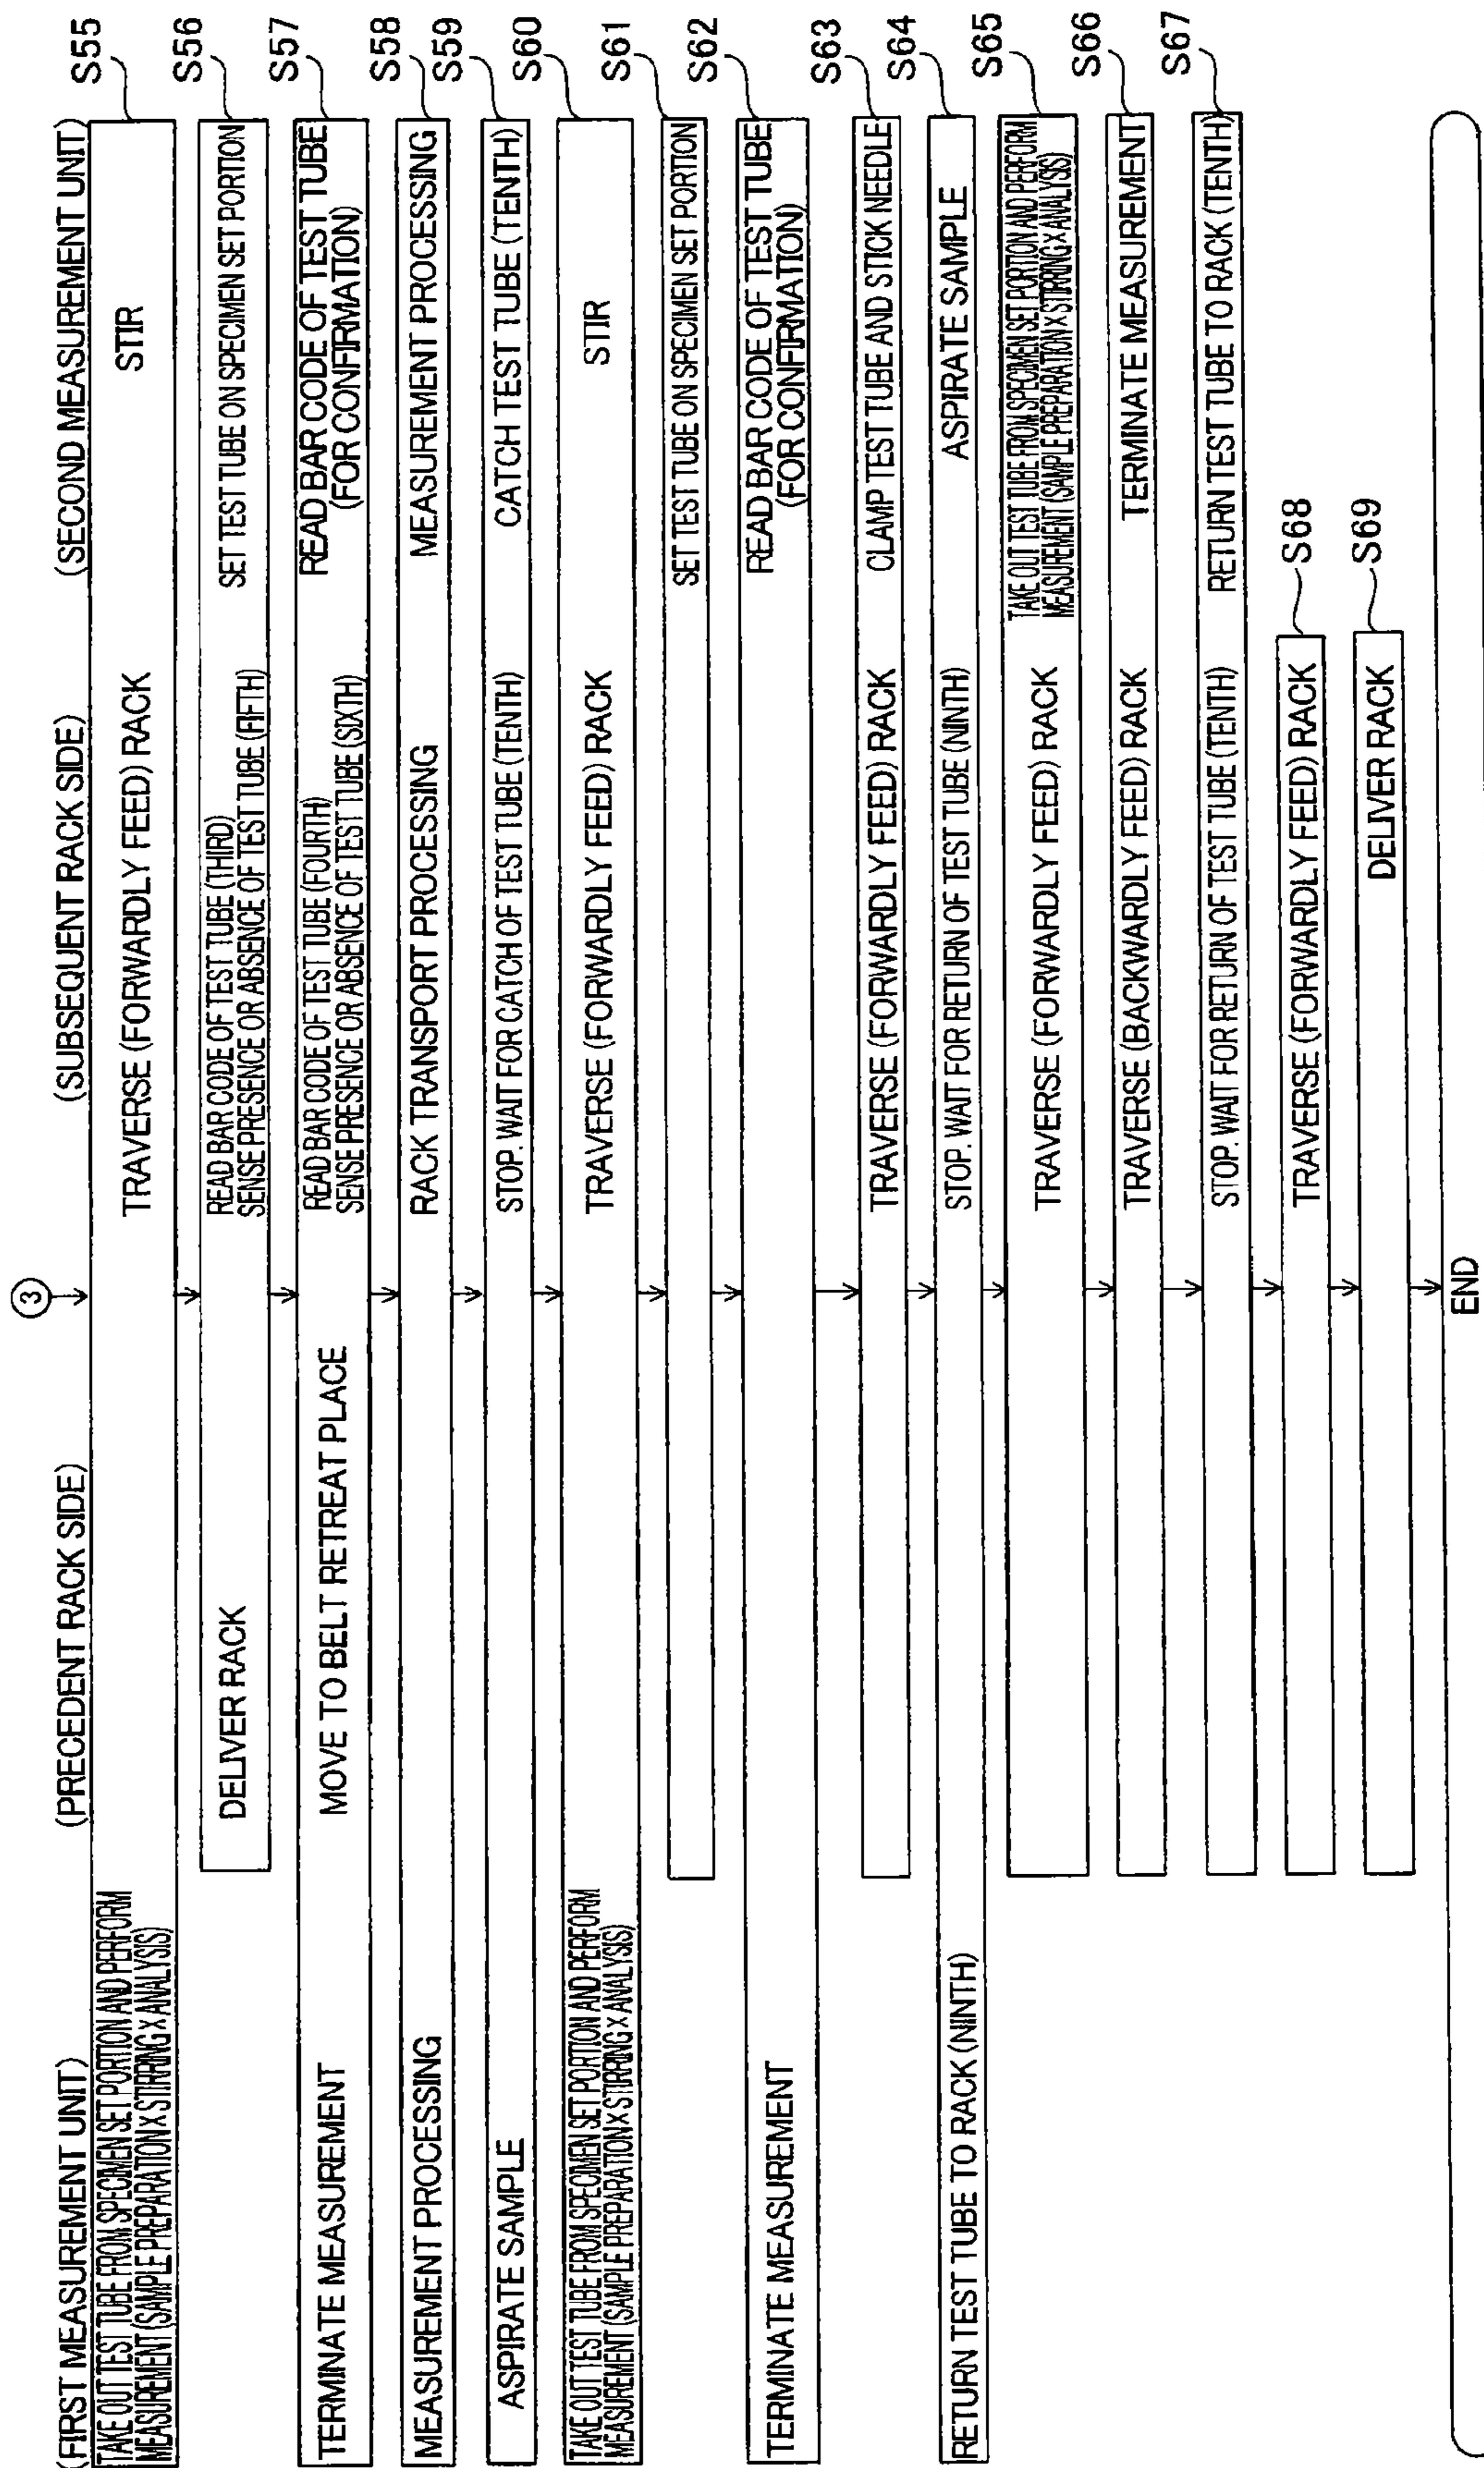 3
(FIRST MEASUREMENT UNIT)
(PRECEDENT RACK SIDE)
(SUBSEQUENT RACK SIDE)
(SECOND MEASUREMENT UNIT)
TAKE OUT TEST TUBE FROM SPECIMEN SET PORTION AND PERFORM
MEASUREMENT (SAMPLE PREPARATION X STIRRING X ANALYSIS)
TRAVERSE (FORWARDLY FEED) RACK
STIR
S55
DELIVER RACK
READ BAR CODE OF TEST TUBE (THIRD)
SENSE PRESENCE OR ABSENCE OF TEST TUBE (FIFTH)
SET TEST TUBE ON SPECIMEN SET PORTION
S56
TERMINATE MEASUREMENT
MOVE TO BELT RETREAT PLACE
READ BAR CODE OF TEST TUBE (FOURTH)
SENSE PRESENCE OR ABSENCE OF TEST TUBE (SIXTH)
READ BAR CODE OF TEST TUBE
(FOR CONFIRMATION)
S57
MEASUREMENT PROCESSING
RACK TRANSPORT PROCESSING
MEASUREMENT PROCESSING
S58
ASPIRATE SAMPLE
STOP. WAIT FOR CATCH OF TEST TUBE (TENTH)
CATCH TEST TUBE (TENTH)
S59
TAKE OUT TEST TUBE FROM SPECIMEN SET PORTION AND PERFORM
MEASUREMENT (SAMPLE PREPARATION X STIRRING X ANALYSIS)
TRAVERSE (FORWARDLY FEED) RACK
STIR
S60
SET TEST TUBE ON SPECIMEN SET PORTION
S61
TERMINATE MEASUREMENT
READ BAR CODE OF TEST TUBE
(FOR CONFIRMATION)
S62
TRAVERSE (FORWARDLY FEED) RACK
CLAMP TEST TUBE AND STICK NEEDLE
S63
RETURN TEST TUBE TO RACK (NINTH)
STOP. WAIT FOR RETURN OF TEST TUBE (NINTH)
ASPIRATE SAMPLE
S64
TRAVERSE (FORWARDLY FEED) RACK
TAKE OUT TEST TUBE FROM SPECIMEN SET PORTION AND PERFORM
MEASUREMENT (SAMPLE PREPARATION X STIRRING X ANALYSIS)
S65
TRAVERSE (BACKWARDLY FEED) RACK
TERMINATE MEASUREMENT
S66
STOP. WAIT FOR RETURN OF TEST TUBE (TENTH)
RETURN TEST TUBE TO RACK (TENTH)
S67
TRAVERSE (FORWARDLY FEED) RACK
S68
DELIVER RACK
S69
END